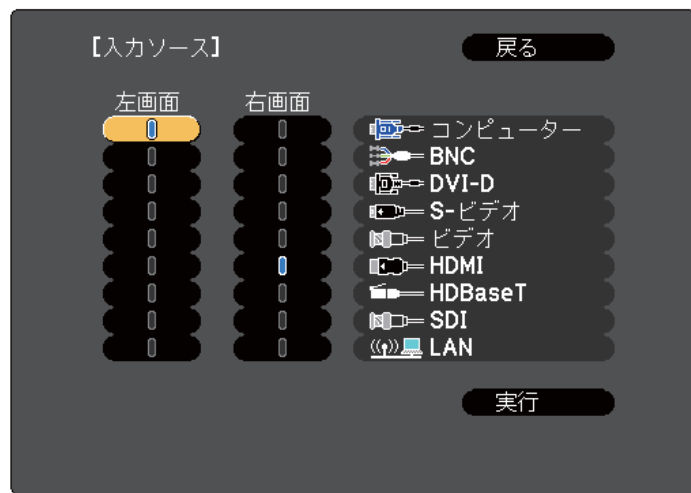 【入力ソース】
戻る
左画面
右画面
コンピューター
BNC
DVI-D
S-ビデオ
ビデオ
HDMI
HDBaseT
SDI
LAN
実行